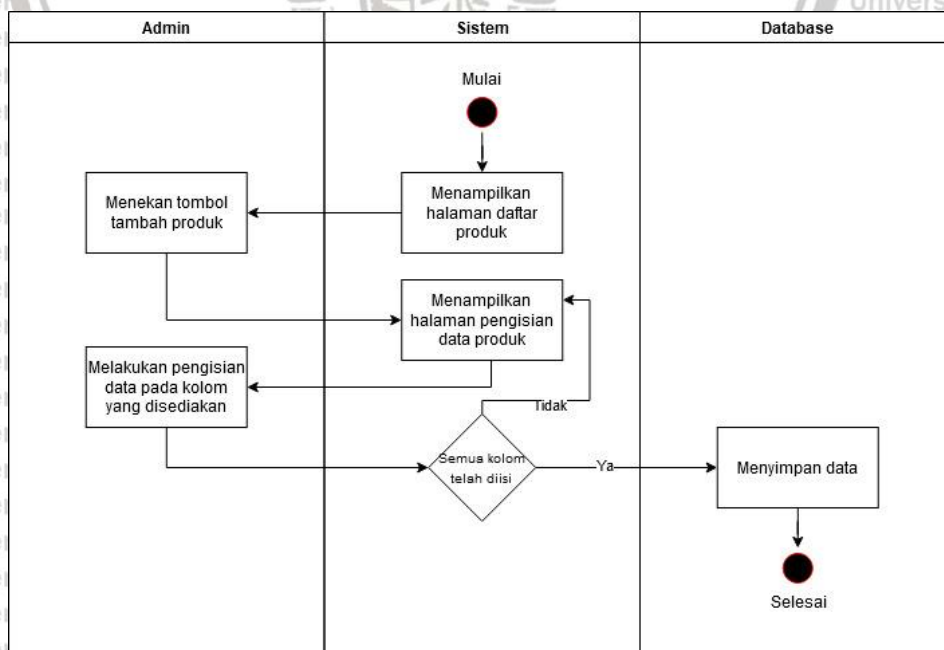 Admin
Sistem
Database
Mulai
Menampilkan
halaman daftar
produk
Menekan tombol
tambah produk
Menampilkan
halaman pengisian
data produk
Melakukan pengisian
data pada kolom
yang disediakan
Tidak
Semua kolom
telah diisi
Ya
Menyimpan data
Selesai